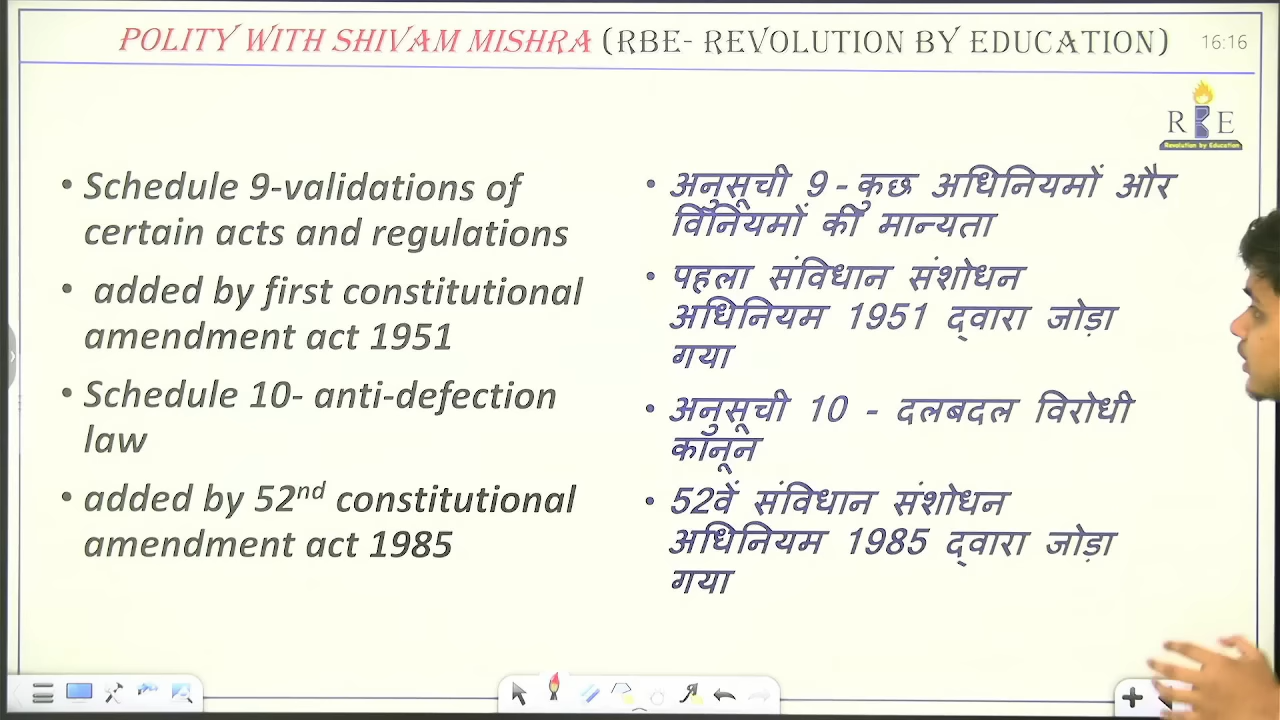 POLITY WITH SHIVAM MISHRA (RBE- REVOLUTION BY EDUCATION)
16:16
R E
Revolution by Education
• Schedule 9-validations of
certain acts and regulations
• added by first constitutional
amendment act 1951
• Schedule 10- anti-defection
law
• added by 52nd constitutional
amendment act 1985
• अनुसूची 9 - कुछ अधिनियमों और
विनियमों की मान्यता
• पहला संविधान संशोधन
अधिनियम 1951 द्वारा जोड़ा
गया
• अनुसूची 10 - दलबदल विरोधी
कानून
• 52वें संविधान संशोधन
अधिनियम 1985 द्वारा जोड़ा
गया